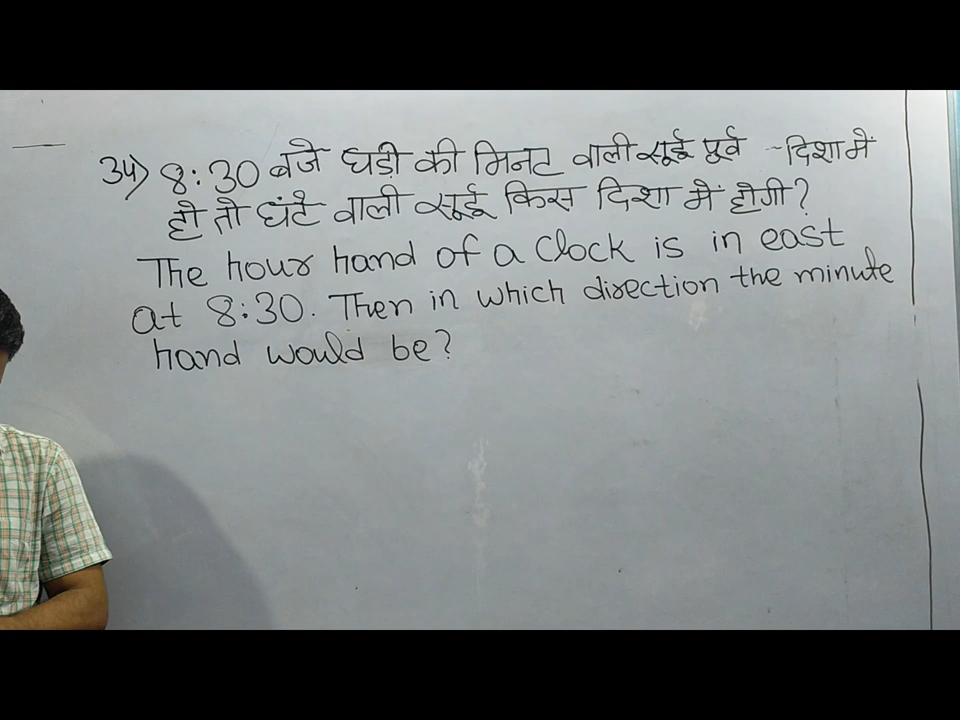 34) 8:30 बजे घड़ी की मिनट वाली सूई पूर्व - दिशा में
हो तो घंटे वाली सूई किस दिशा में होगी?
The hour hand of a clock is in east
at 8:30. Then in which direction the minute
hand would be?